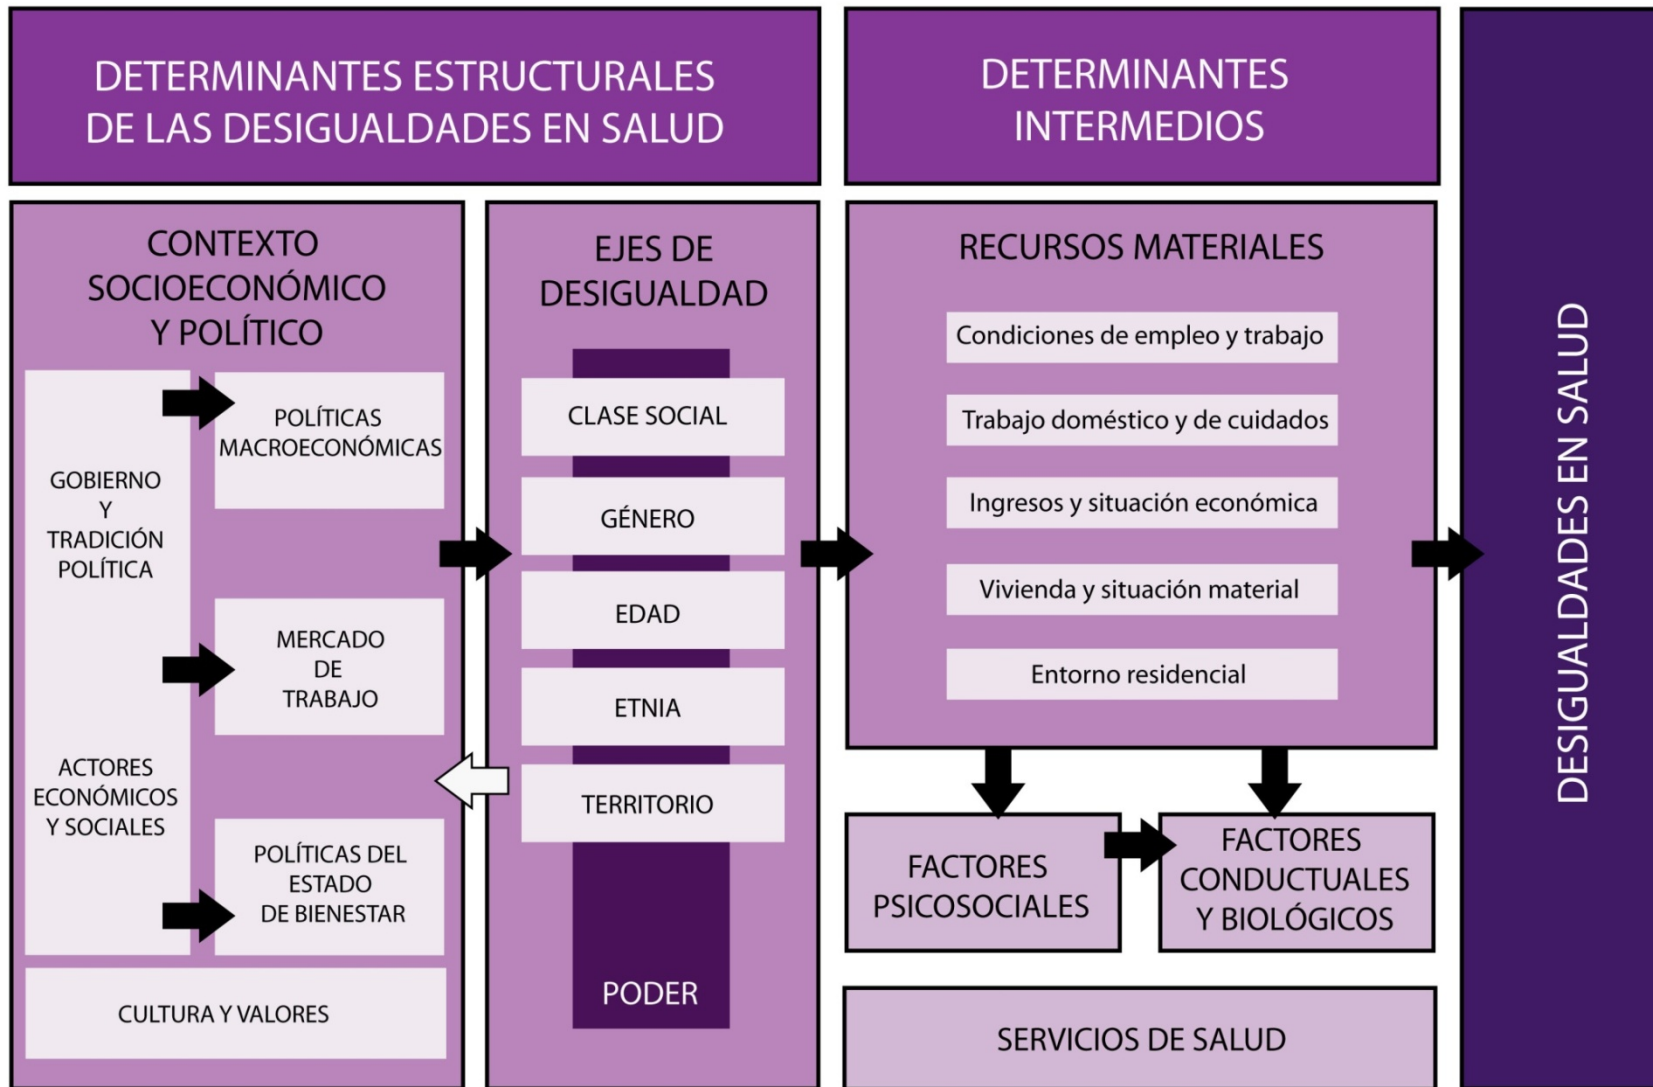 DETERMINANTES ESTRUCTURALES
DE LAS DESIGUALDADES EN SALUD
DETERMINANTES
INTERMEDIOS
CONTEXTO
SOCIOECONÓMICO
Y POLÍTICO
GOBIERNO
Y
TRADICIÓN
POLÍTICA
ACTORES
ECONÓMICOS
Y SOCIALES
POLÍTICAS
MACROECONÓMICAS
MERCADO
DE
TRABAJO
POLÍTICAS DEL
ESTADO
DE BIENESTAR
CULTURA Y VALORES
EJES DE
DESIGUALDAD
CLASE SOCIAL
GÉNERO
EDAD
ETNIA
TERRITORIO
PODER
RECURSOS MATERIALES
Condiciones de empleo y trabajo
Trabajo doméstico y de cuidados
Ingresos y situación económica
Vivienda y situación material
Entorno residencial
FACTORES
PSICOSOCIALES
FACTORES
CONDUCTUALES
Y BIOLÓGICOS
SERVICIOS DE SALUD
DESIGUALDADES EN SALUD